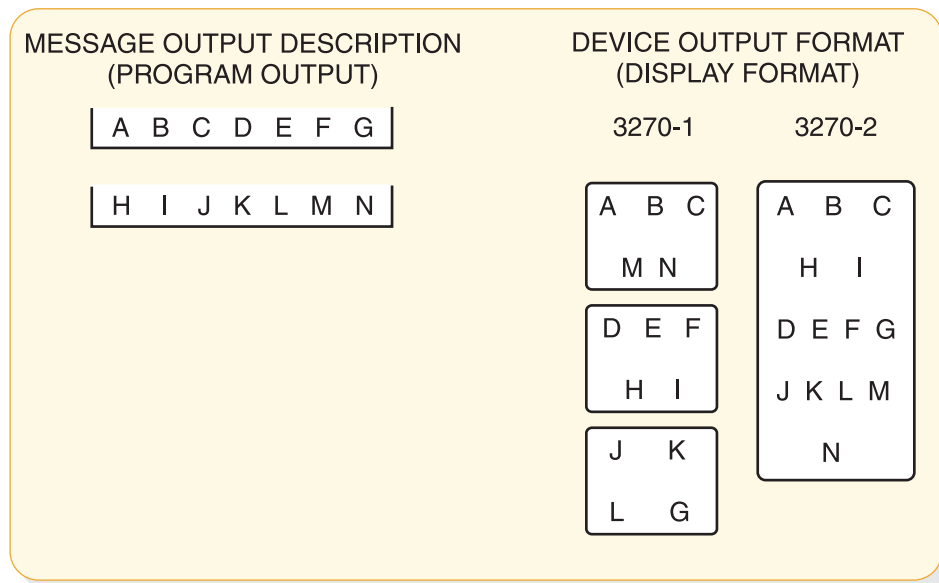 MESSAGE OUTPUT DESCRIPTION
(PROGRAM OUTPUT)
A B C D E F G
H I J K L M N
DEVICE OUTPUT FORMAT
(DISPLAY FORMAT)
3270-1
A B C
M N
D E F
H I
J K
L G
3270-2
A B C
H I
D E F G
J K L M
N